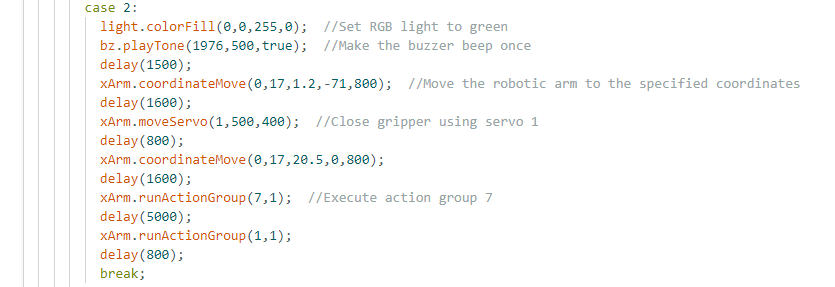 case 2:
light.colorFill(0,0,255,0);  //Set RGB light to green
bz.playTone(1976,500,true);  //Make the buzzer beep once
delay(1500);
xArm.coordinateMove(0,17,1.2,-71,800);  //Move the robotic arm to the specified coordinates
delay(1600);
xArm.moveServo(1,500,400);  //Close gripper using servo 1
delay(800);
xArm.coordinateMove(0,17,20.5,0,800);
delay(1600);
xArm.runActionGroup(7,1);  //Execute action group 7
delay(5000);
xArm.runActionGroup(1,1);
delay(800);
break;